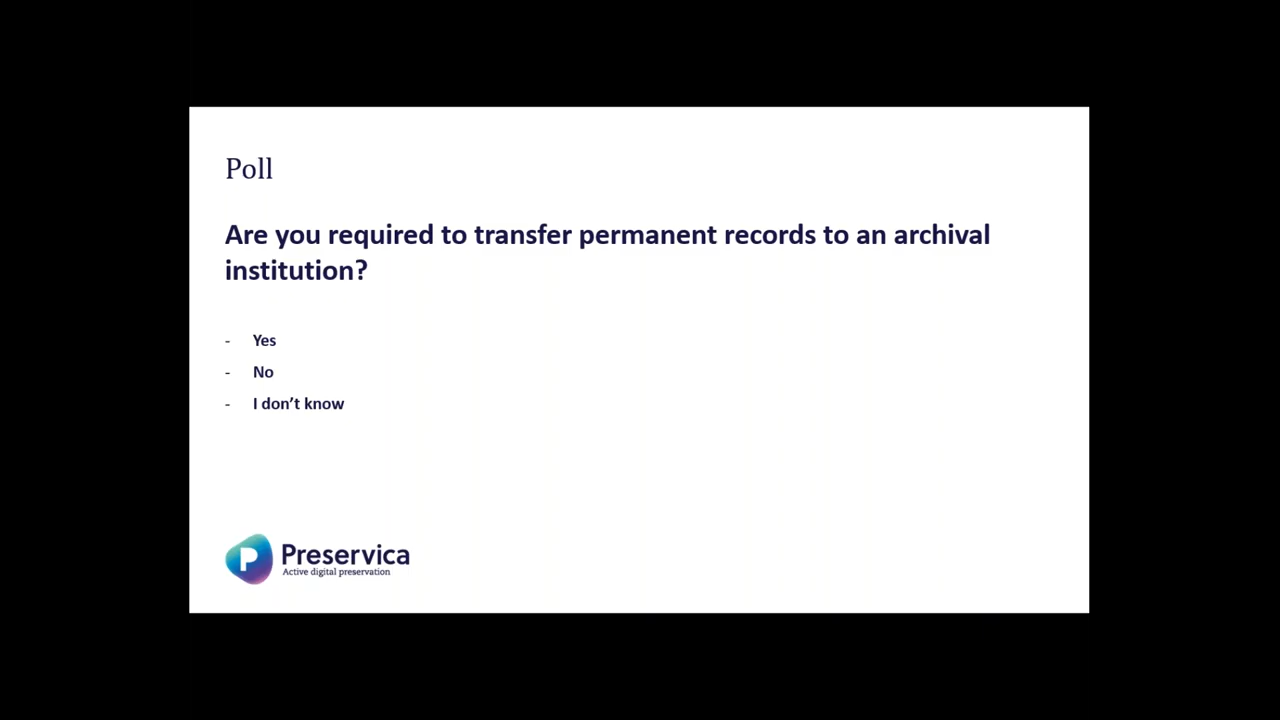 Poll
Are you required to transfer permanent records to an archival
institution?
- Yes
- No
- I don’t know
P Preservica
Active digital preservation